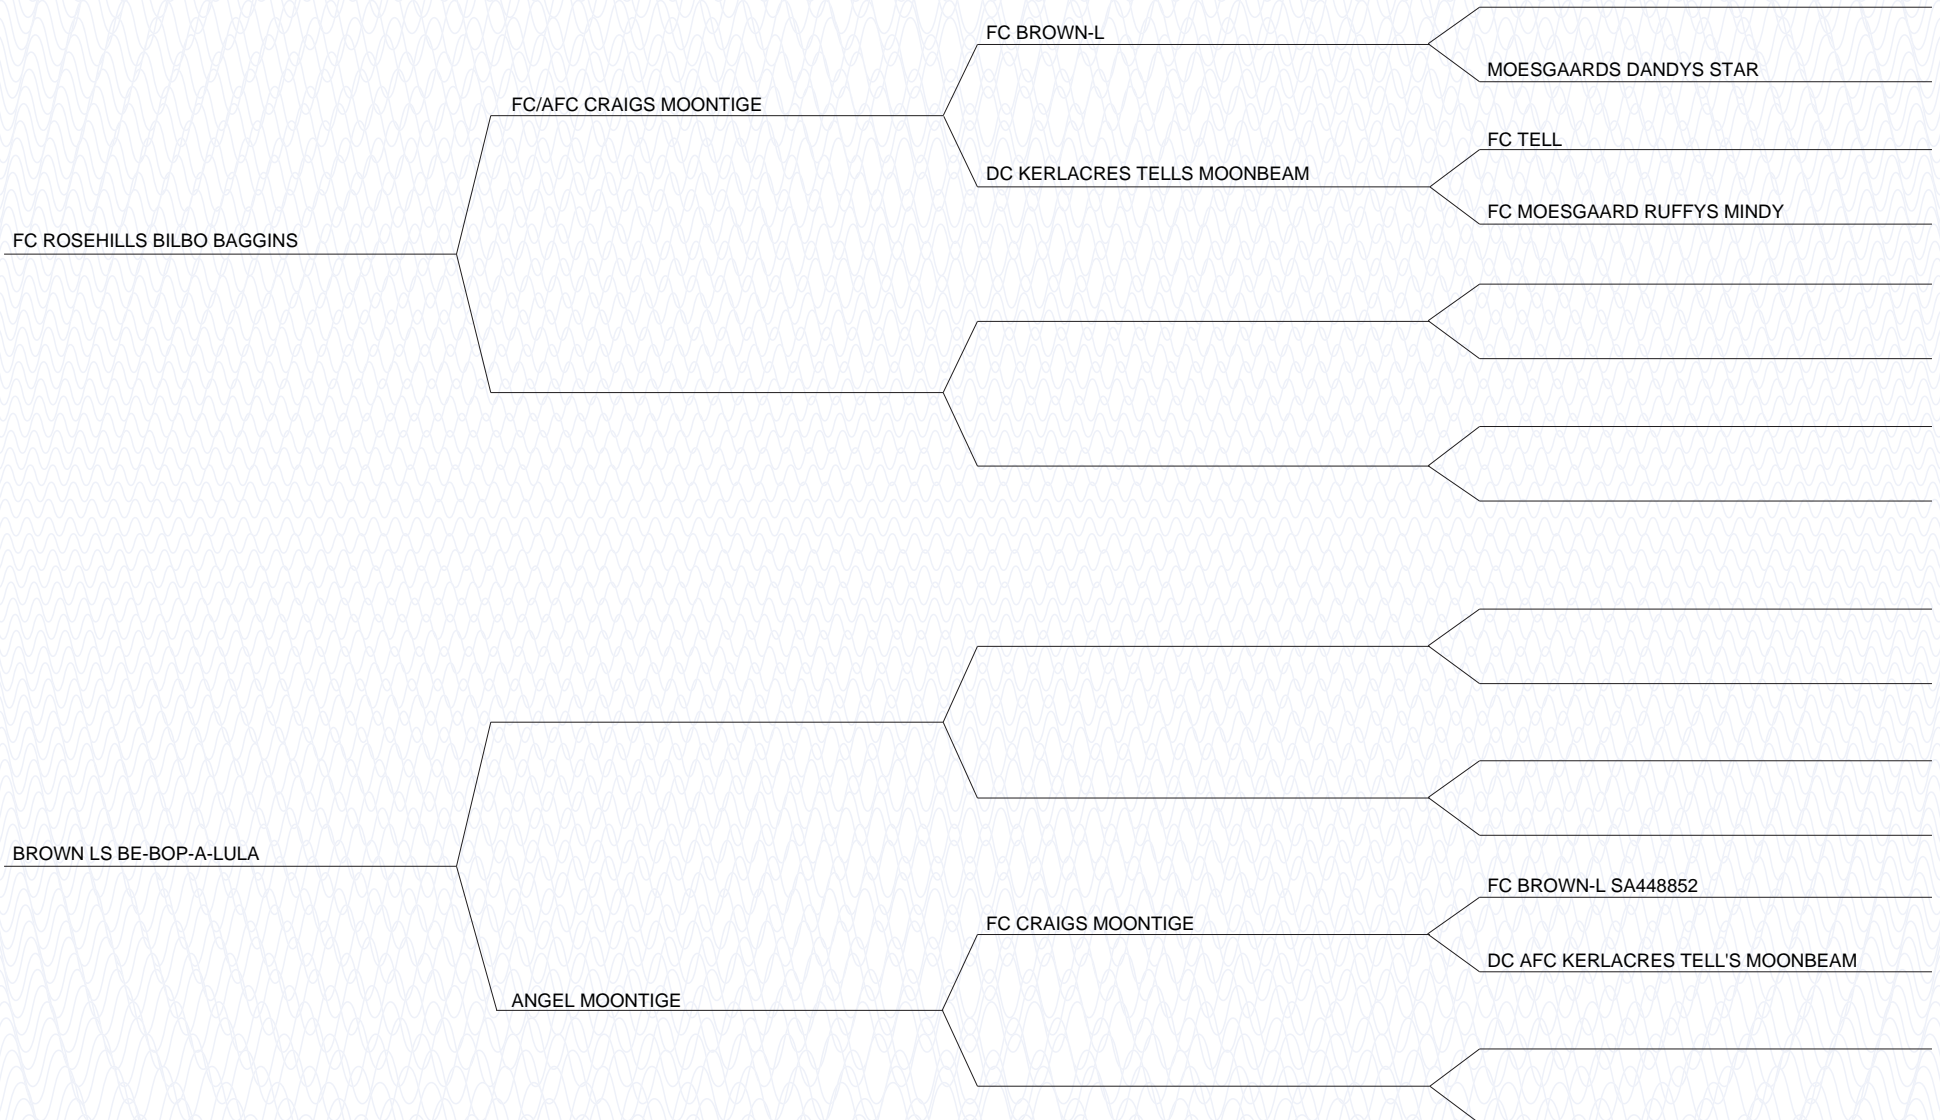 FC BROWN-L
MOESGAARDS DANDYS STAR
FC/AFC CRAIGS MOONTIGE
FC TELL
DC KERLACRES TELLS MOONBEAM
FC MOESGAARD RUFFYS MINDY
FC ROSEHILLS BILBO BAGGINS
BROWN LS BE-BOP-A-LULA
FC BROWN-L SA448852
FC CRAIGS MOONTIGE
DC AFC KERLACRES TELL'S MOONBEAM
ANGEL MOONTIGE